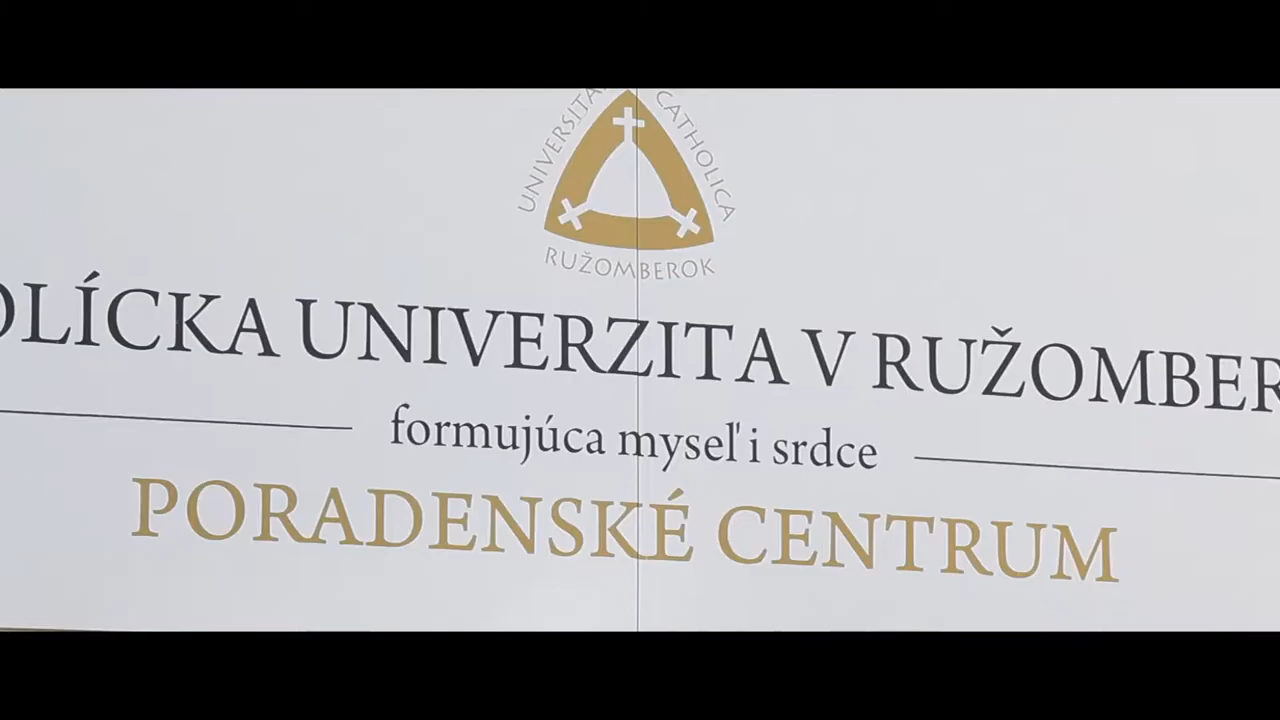 UNIVERSITAS CATHOLICA
RUŽOMBEROK
OLÍCKA UNIVERZITA V RUŽOMBER
formujúca myseľ i srdce
PORADENSKÉ CENTRUM